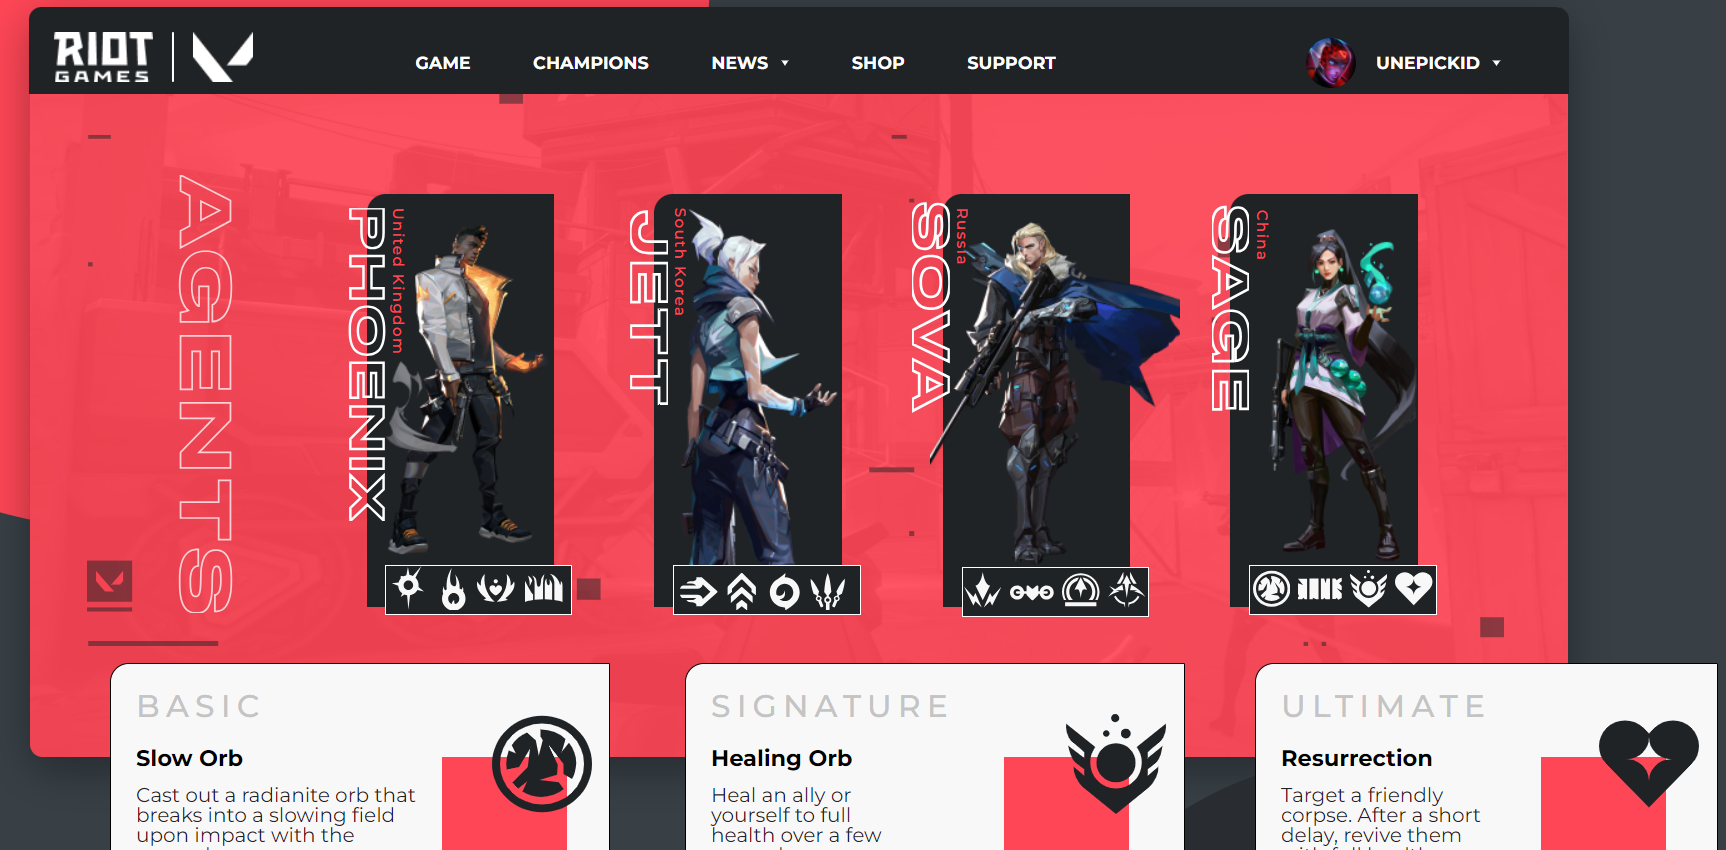 RIOT
GAMES
GAME
CHAMPIONS
NEWS
SHOP
SUPPORT
UNEPICKID
AGENTS
PHOENIX
United Kingdom
JETT
South Korea
SOVA
Russia
SAGE
China
BASIC
Slow Orb
Cast out a radianite orb that
breaks into a slowing field
upon impact with the
SIGNATURE
Healing Orb
Heal an ally or
yourself to full
health over a few
ULTIMATE
Resurrection
Target a friendly
corpse. After a short
delay, revive them